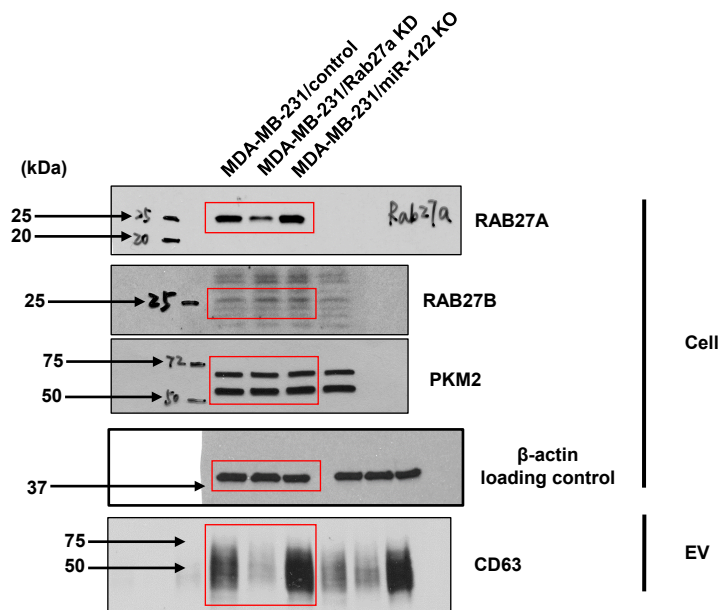 MDA-MB-231/control
MDA-MB-231/Rab27a KD
MDA-MB-231/miR-122 KO
(kDa)
25
20
25
20
Rab27a
RAB27A
25
25
RAB27B
75
50
72
50
PKM2
Cell
37
β-actin
loading control
75
50
CD63
EV